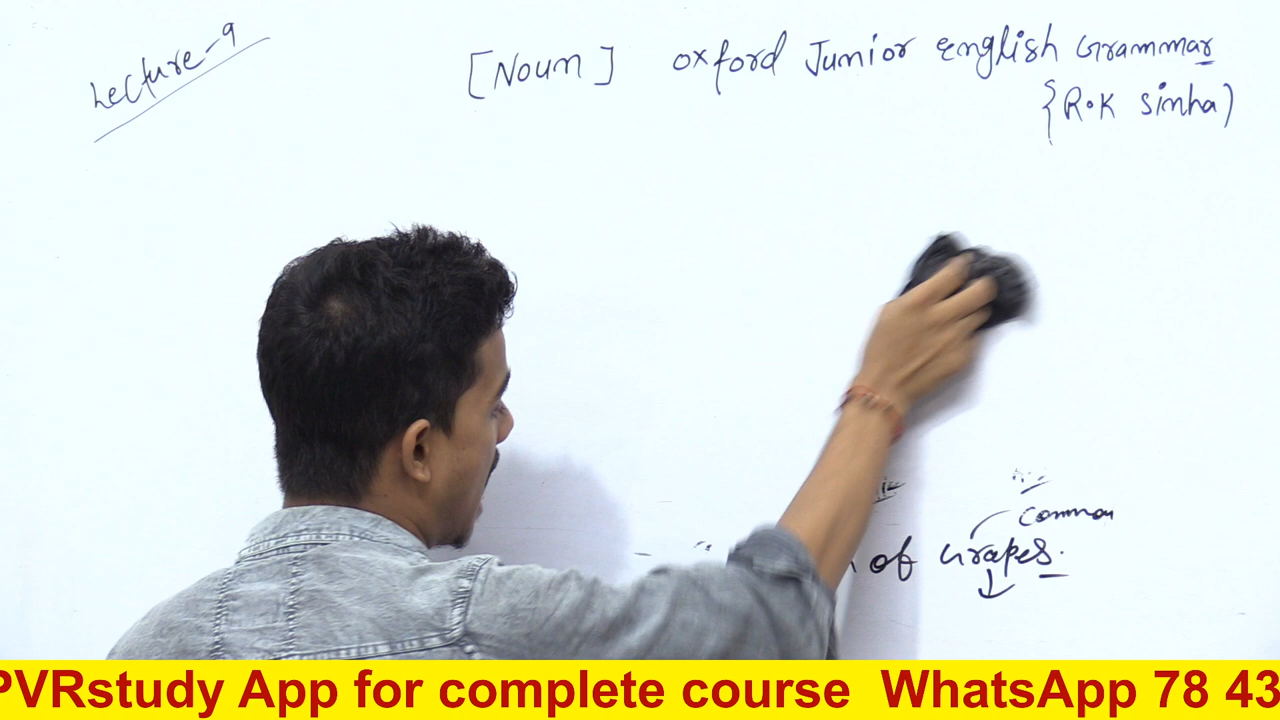 Lecture-9
[Noun] Oxford Junior English Grammar
{R.K Sinha)
Common
of Grapes.
PVRstudy App for complete course WhatsApp 78 43